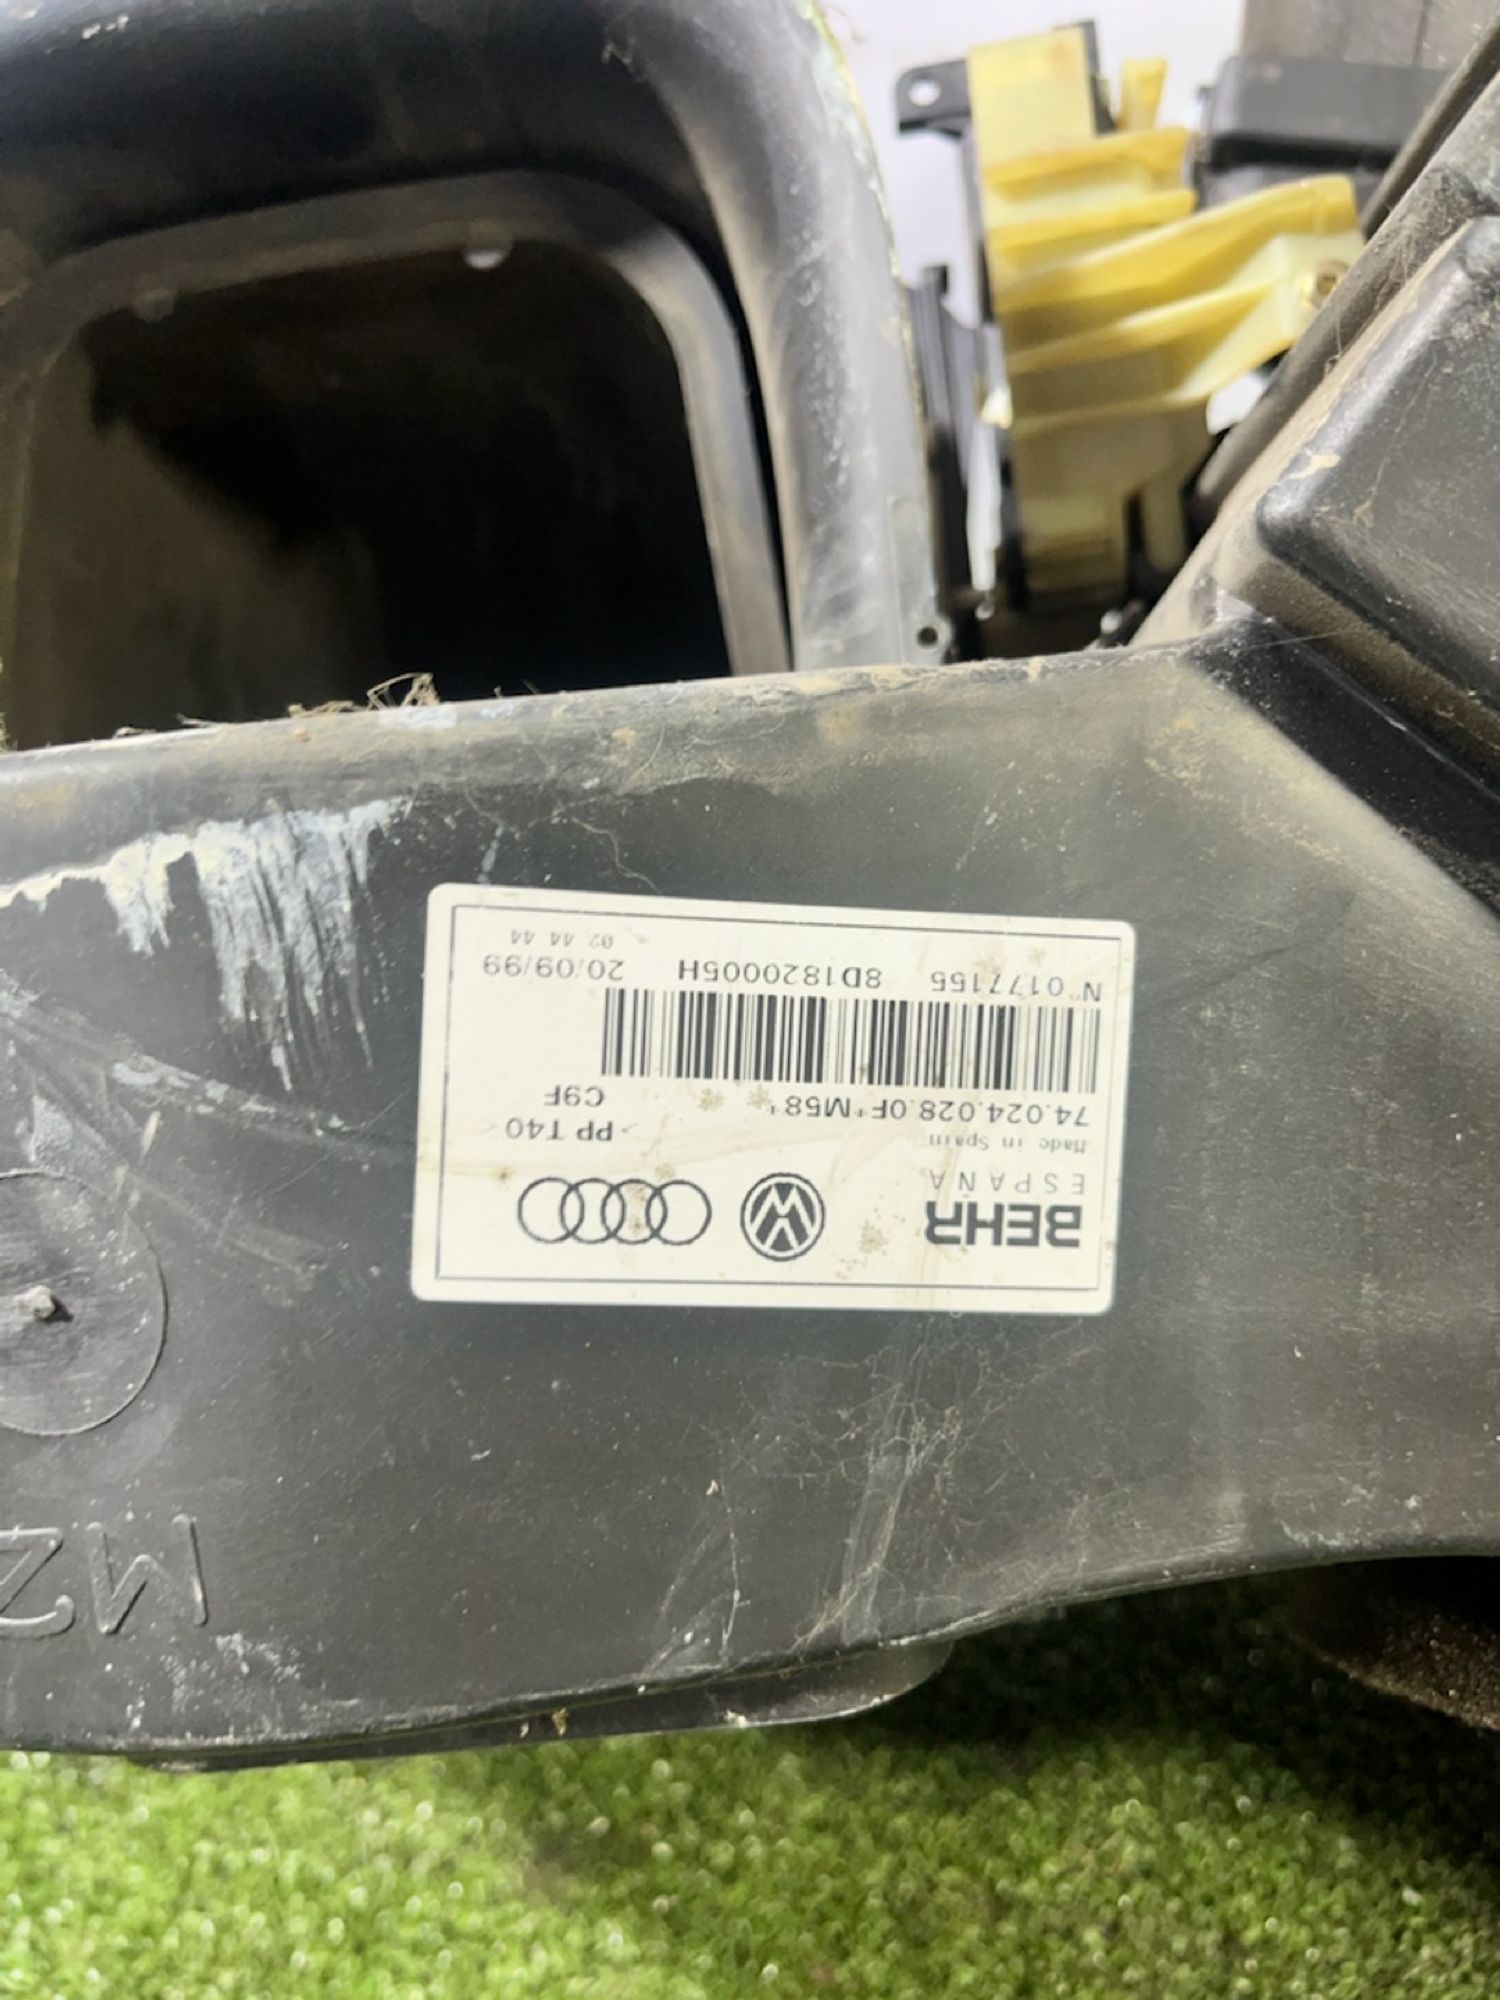 BEHR
ESPAÑA
Made in Spain
>PP T40<
74.024.028.0F'M58' C9F
N° 0177155 8D1820005H 20/09/99
02 44 44